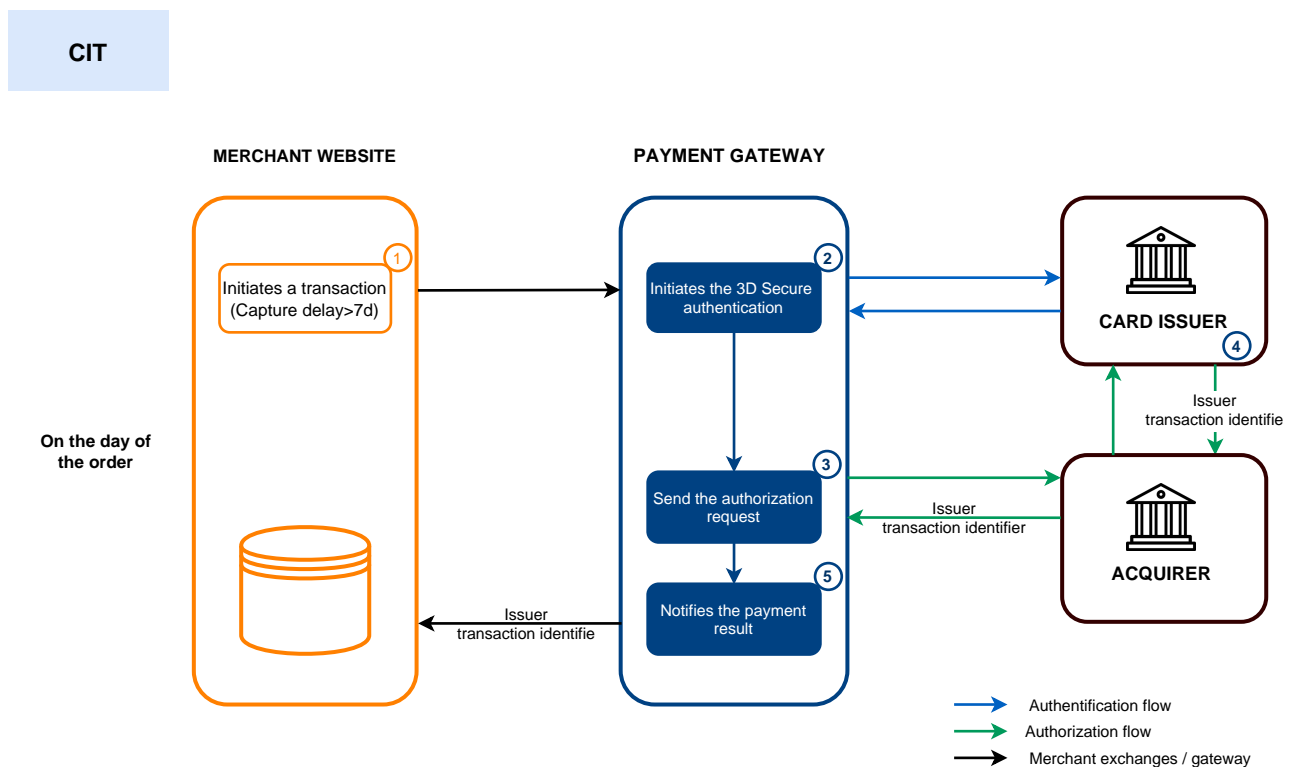 CIT
MERCHANT WEBSITE
PAYMENT GATEWAY
1
Initiates a transaction
(Capture delay>7d)
2
Initiates the 3D Secure
authentication
CARD ISSUER
4
Issuer
transaction identifie
On the day of
the order
3
Send the authorization
request
Issuer
transaction identifier
ACQUIRER
5
Notifies the payment
result
Issuer
transaction identifie
Authentification flow
Authorization flow
Merchant exchanges / gateway